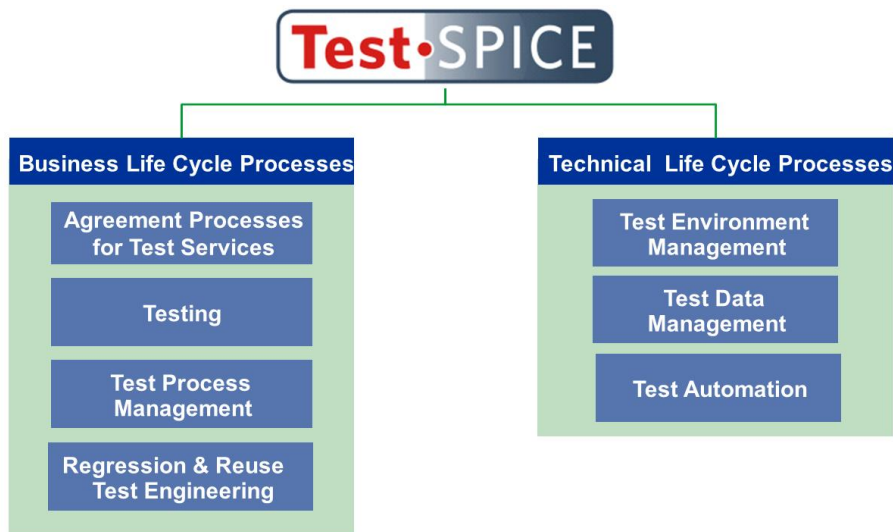 Test•SPICE
Business Life Cycle Processes
Agreement Processes
for Test Services
Testing
Test Process
Management
Regression & Reuse
Test Engineering
Technical Life Cycle Processes
Test Environment
Management
Test Data
Management
Test Automation